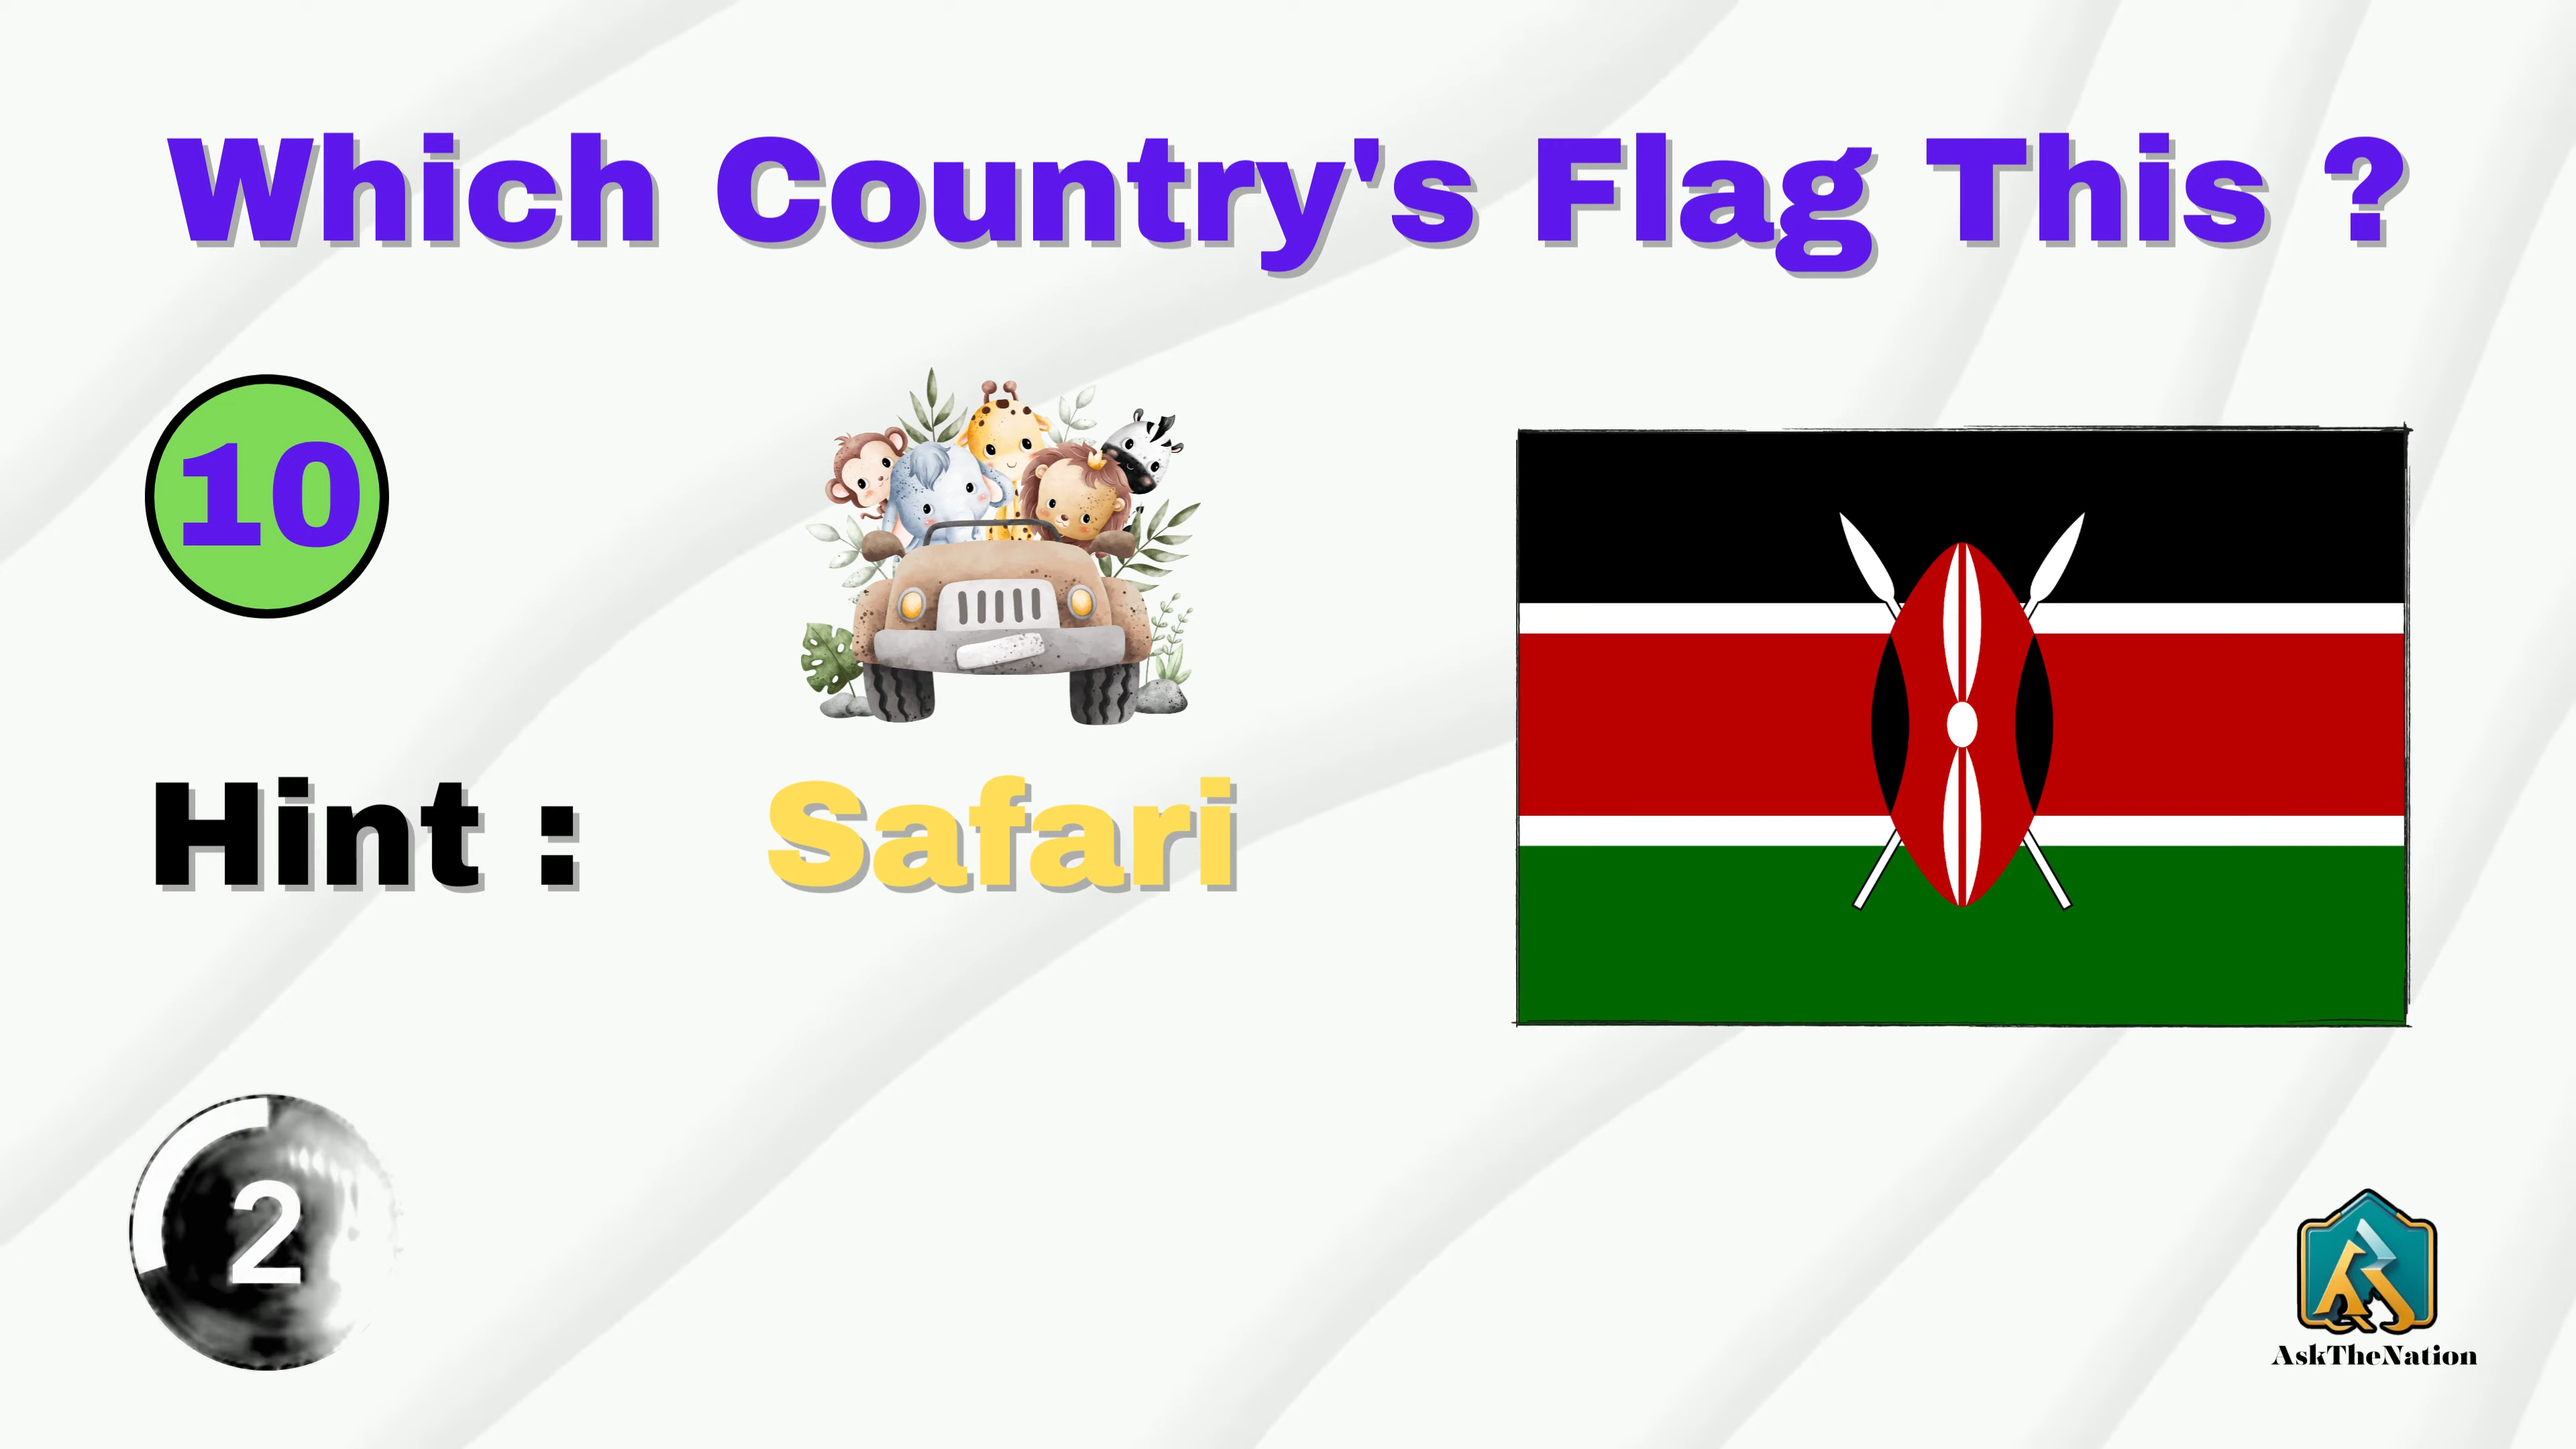 Which Country's Flag This ?
10
Hint :
Safari
2
AskTheNation